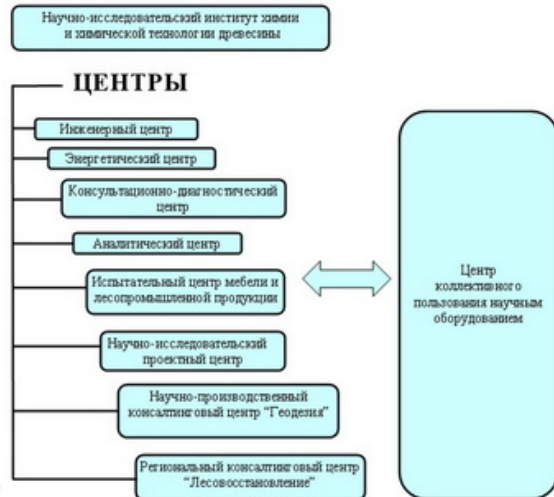 Научно-исследовательский институт химии
и химической технологии древесины
ЦЕНТРЫ
Инженерный центр
Энергетический центр
Консультационно-диагностический
центр
Аналитический центр
Испытательный центр мебели и
лесопромышленной продукции
Научно-исследовательский
проектный центр
Научно-производственный
консалтинговый центр “Геодезия”
Региональный консалтинговый центр
“Лесовосстановление”
Центр
коллективного
пользования научным
оборудованием